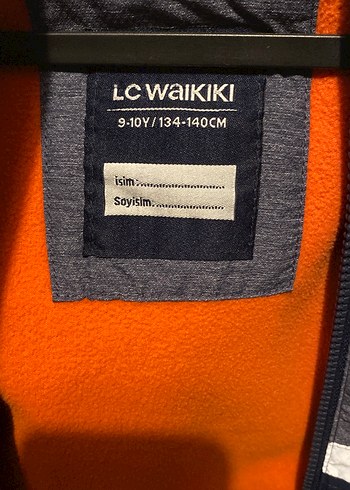 LC WAIKIKI
9-10Y/134-140CM
isim:........................
Soyisim:....................